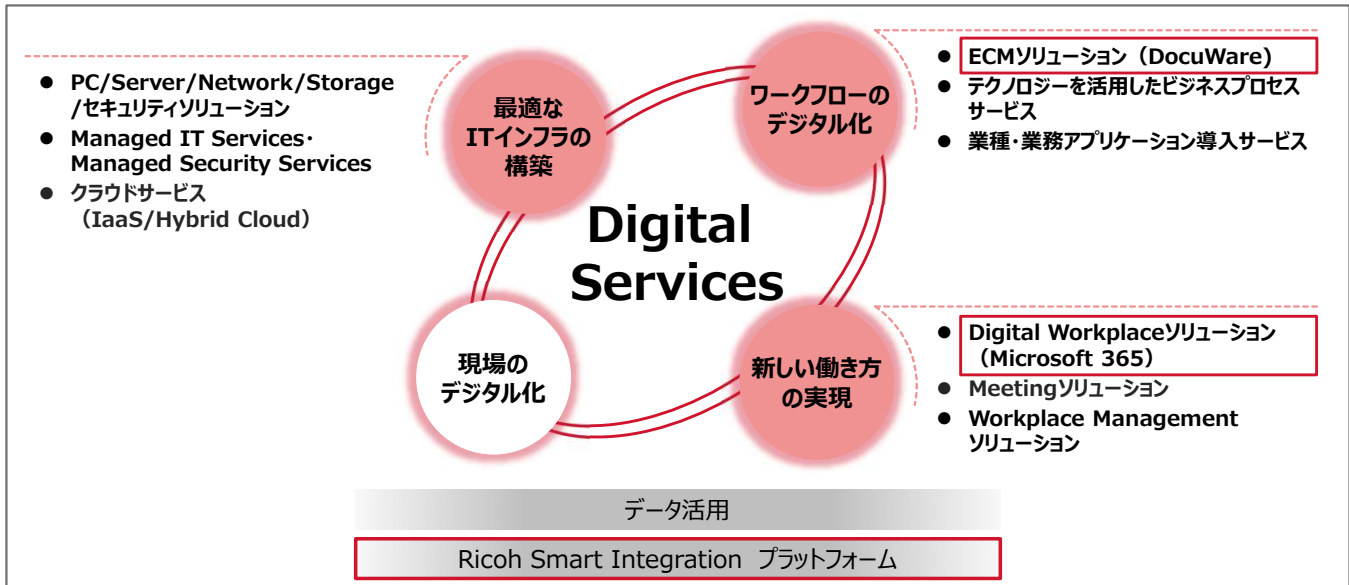 ● PC/Server/Network/Storage
/セキュリティソリューション
● Managed IT Services・
Managed Security Services
● クラウドサービス
（IaaS/Hybrid Cloud）
最適な
ITインフラの
構築
ワークフローの
デジタル化
● ECMソリューション（DocuWare)
● テクノロジーを活用したビジネスプロセス
サービス
● 業種・業務アプリケーション導入サービス
Digital
Services
現場の
デジタル化
新しい働き方
の実現
● Digital Workplaceソリューション
（Microsoft 365）
● Meetingソリューション
● Workplace Management
ソリューション
データ活用
Ricoh Smart Integration プラットフォーム